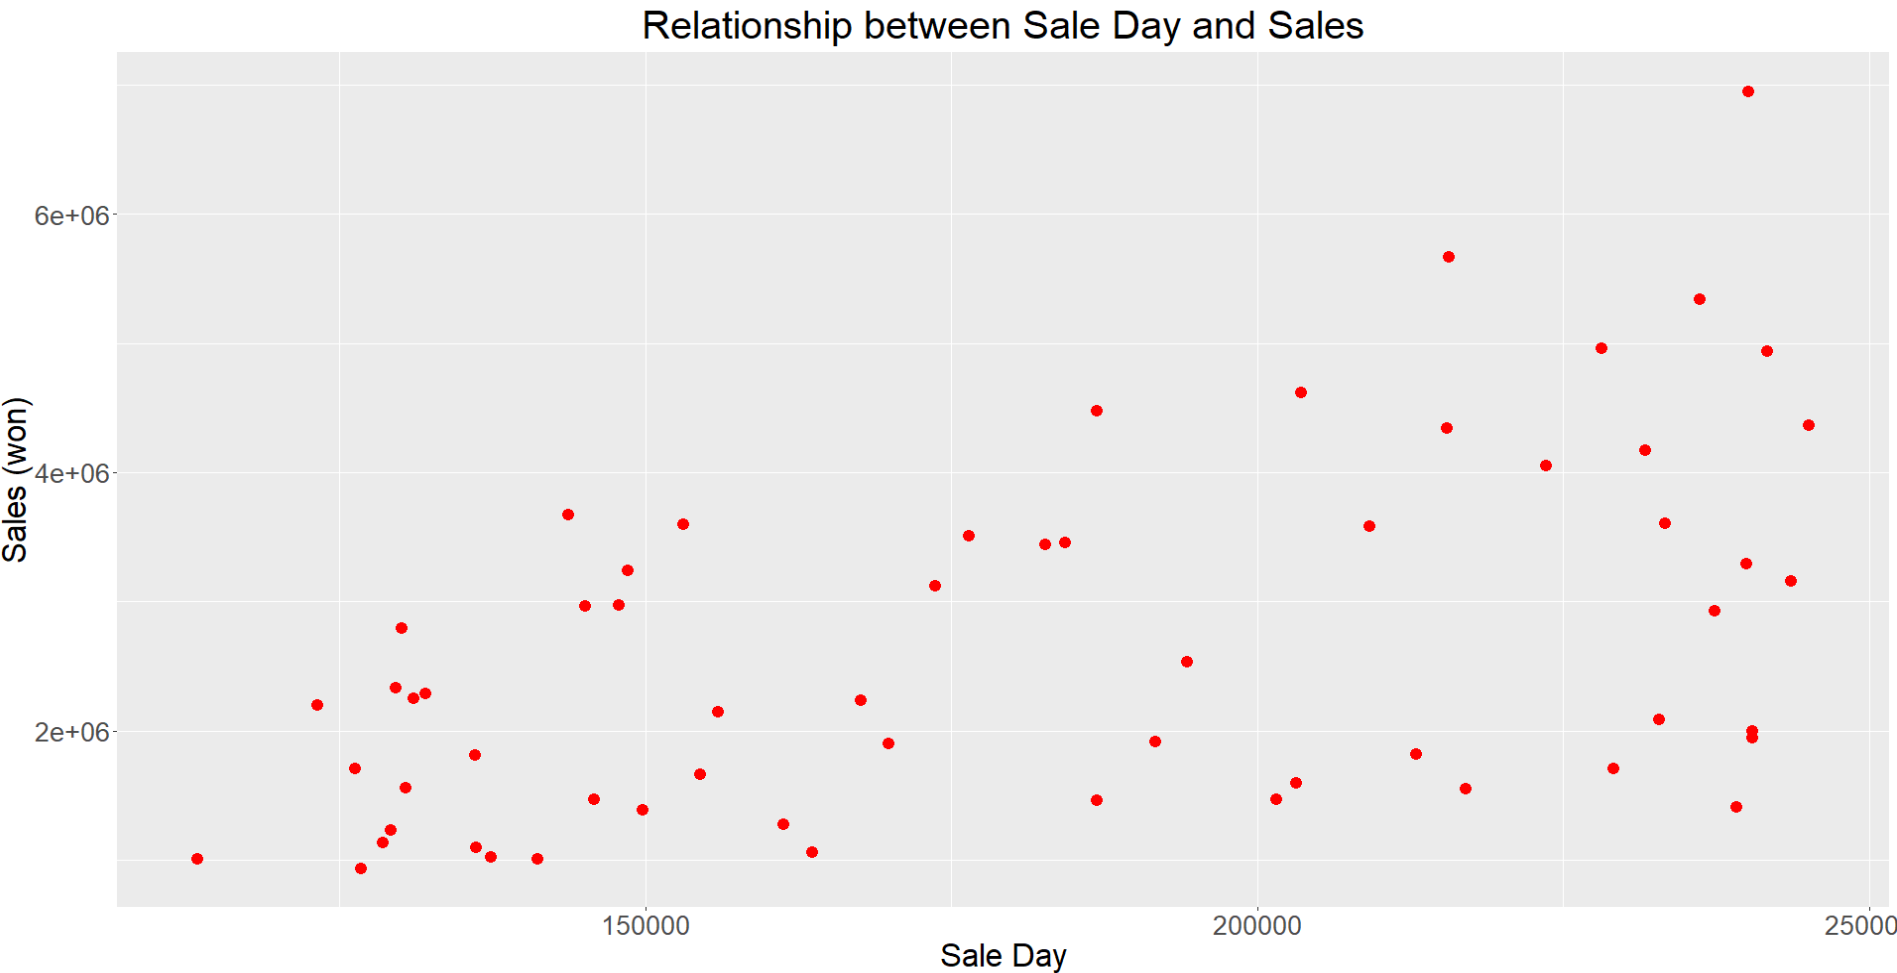 Relationship between Sale Day and Sales
6e+06
4e+06
2e+06
Sales (won)
150000
200000
25000
Sale Day